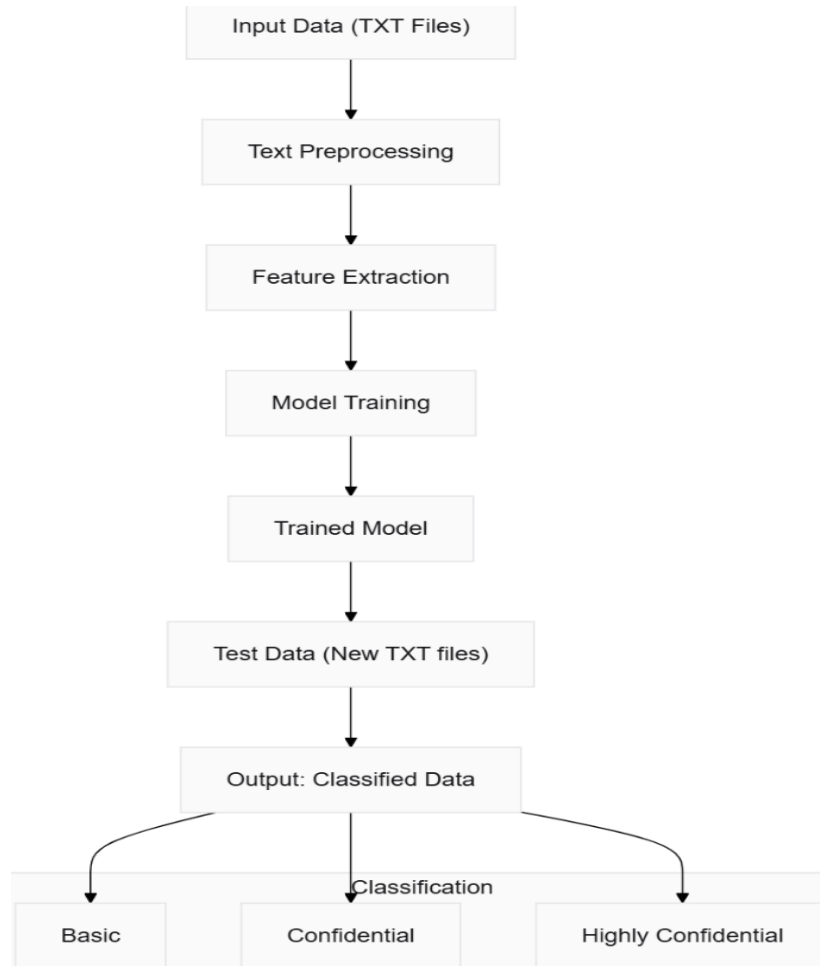 Input Data (TXT Files)
Text Preprocessing
Feature Extraction
Model Training
Trained Model
Test Data (New TXT files)
Output: Classified Data
Classification
Basic
Confidential
Highly Confidential